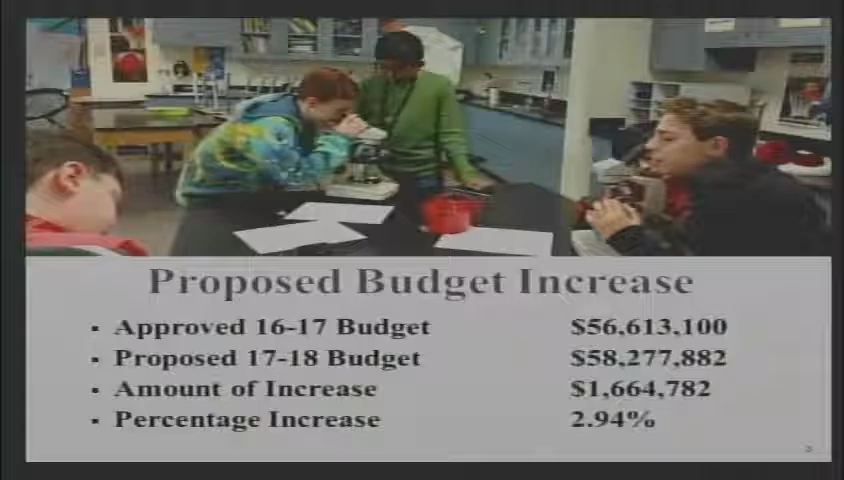 Proposed Budget Increase
▪ Approved 16-17 Budget $56,613,100
▪ Proposed 17-18 Budget $58,277,882
▪ Amount of Increase $1,664,782
▪ Percentage Increase 2.94%